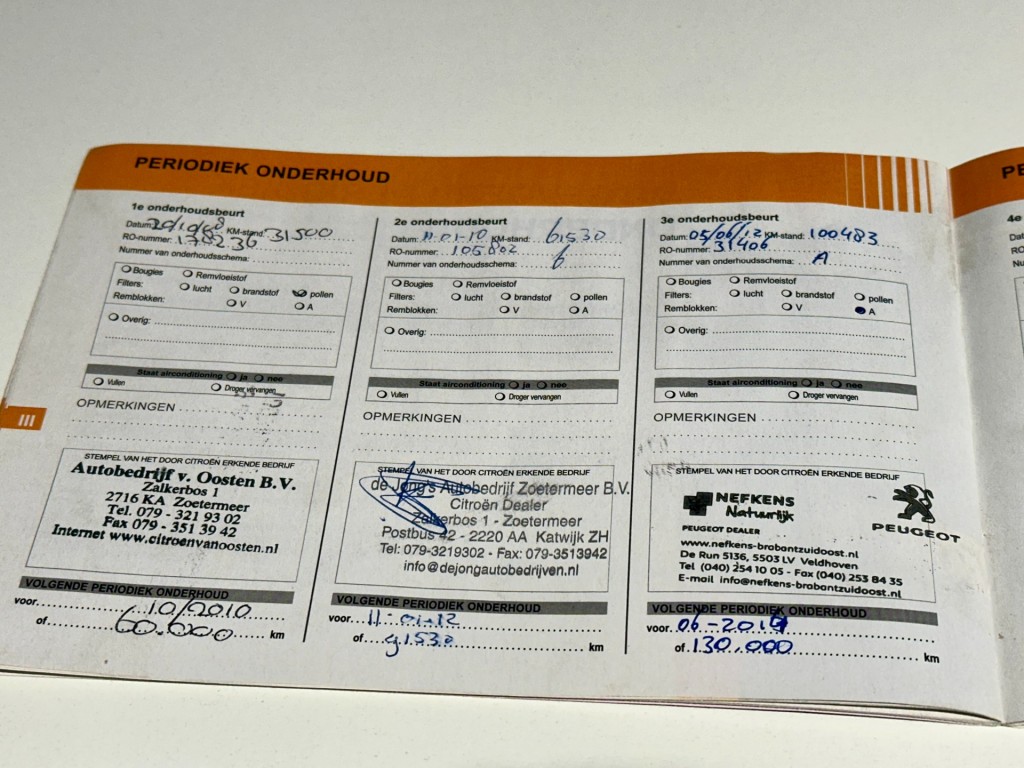 PERIODIEK ONDERHOUD
1e onderhoudsbeurt
Datum: KM-stand: 31500
RO-nummer: 178236
Nummer van onderhoudsschema:
Bougies Remvloeistof
Filters: lucht brandstof pollen
Remblokken: V A
Overig:
Staat airconditioning ja nee
Vullen Droger vervangen
OPMERKINGEN
III
STEMPEL VAN HET DOOR CITROËN ERKENDE BEDRIJF
Autobedrijf v. Oosten B.V.
Zalkerbos 1
2716 KA Zoetermeer
Tel. 079 - 321 93 02
Fax 079 - 351 39 42
Internet www.citroenvanoosten.nl
VOLGENDE PERIODIEK ONDERHOUD
voor 10/2010
of 60.000 km
2e onderhoudsbeurt
Datum: 11-01-10 KM-stand: 61530
RO-nummer: 105802
Nummer van onderhoudsschema: 6
Bougies Remvloeistof
Filters: lucht brandstof pollen
Remblokken: V A
Overig:
Staat airconditioning ja nee
Vullen Droger vervangen
OPMERKINGEN
STEMPEL VAN HET DOOR CITROËN ERKENDE BEDRIJF
de Jong's Autobedrijf Zoetermeer B.V.
Citroën Dealer
Zalkerbos 1 - Zoetermeer
Postbus 42 - 2220 AA Katwijk ZH
Tel: 079-3219302 - Fax: 079-3513942
info@dejongautobedrijven.nl
VOLGENDE PERIODIEK ONDERHOUD
voor 11-01-12
of 91530 km
3e onderhoudsbeurt
Datum: 05/06/12 KM-stand: 100483
RO-nummer: 31406
Nummer van onderhoudsschema: A
Bougies Remvloeistof
Filters: lucht brandstof pollen
Remblokken: V A
Overig:
Staat airconditioning ja nee
Vullen Droger vervangen
OPMERKINGEN
STEMPEL VAN HET DOOR CITROËN ERKENDE BEDRIJF
NEFKENS
Natuurlijk
PEUGEOT DEALER
PEUGEOT
www.nefkens-brabantzuidoost.nl
De Run 5136, 5503 LV Veldhoven
Tel (040) 254 10 05 - Fax (040) 253 84 35
E-mail info@nefkens-brabantzuidoost.nl
VOLGENDE PERIODIEK ONDERHOUD
voor 06-2014
of 130.000 km
PE
4e